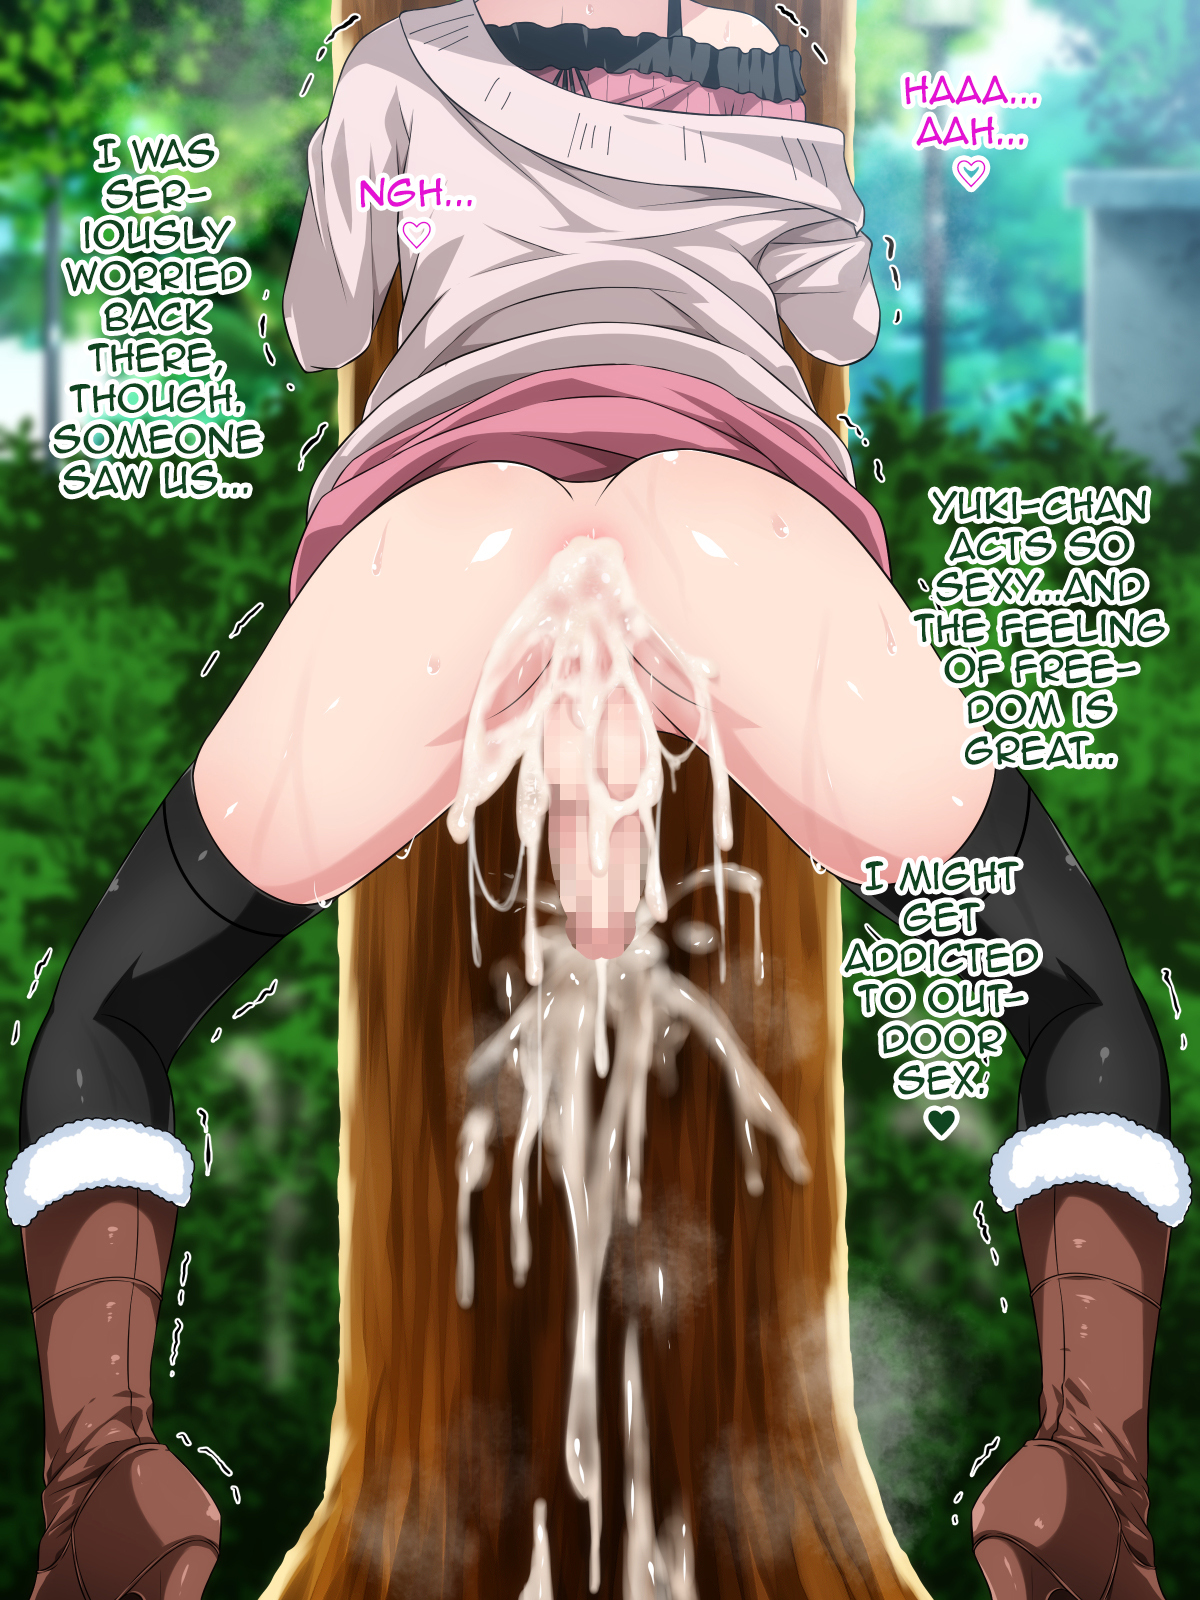 HAAA...
AAH...
♡
I WAS
SER-
IOUSLY
WORRIED
BACK
THERE,
THOUGH.
SOMEONE
SAW US...
NGH...
♡
YUKI-CHAN
ACTS SO
SEXY...AND
THE FEELING
OF FREE-
DOM IS
GREAT...
I MIGHT
GET
ADDICTED
TO OUT-
DOOR
SEX.
♥